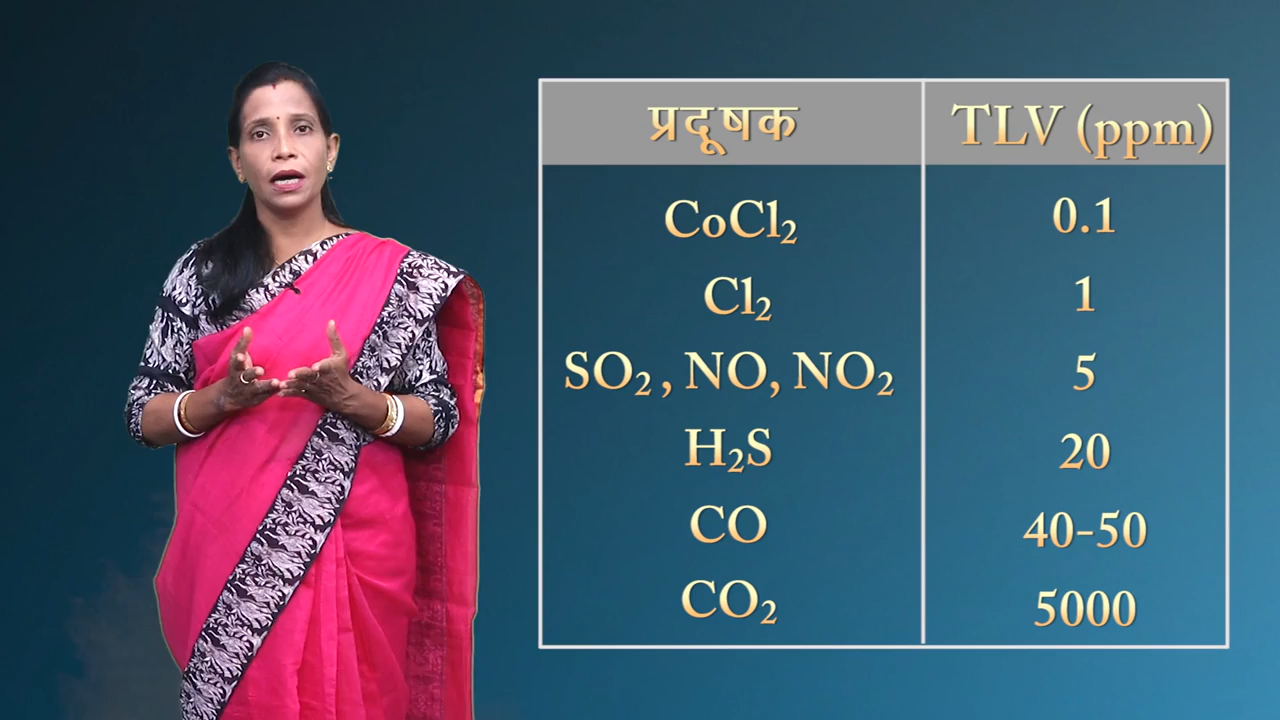 प्रदूषक TLV (ppm)
CoCl₂ 0.1
Cl₂ 1
SO₂, NO, NO₂ 5
H₂S 20
CO 40-50
CO₂ 5000